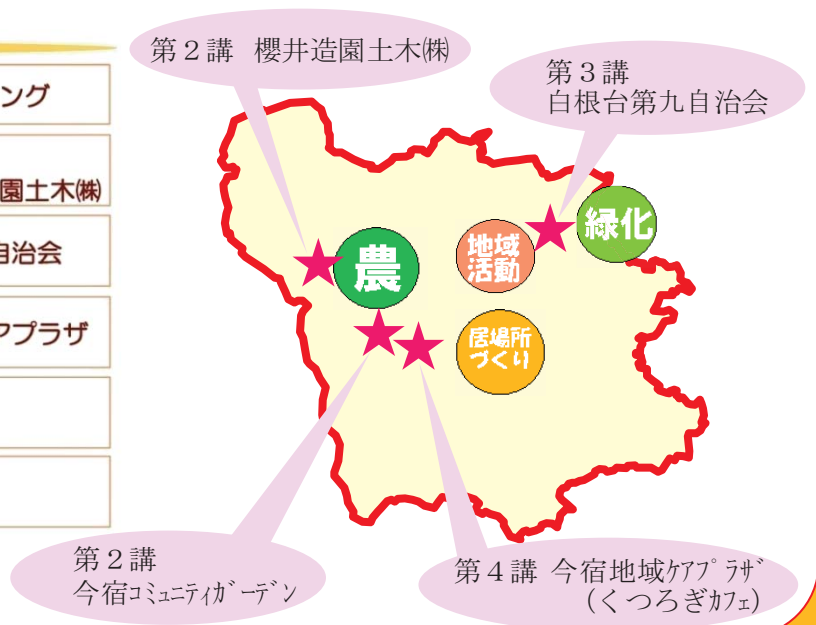 ング
園土木㈱
自治会
アプラザ
第２講 櫻井造園土木㈱
第３講
白根台第九自治会
農
地域
活動
緑化
居場所
づくり
第２講
今宿ｺﾐｭﾆﾃｨｶﾞｰﾃﾞﾝ
第４講 今宿地域ｹｱﾌﾟﾗｻﾞ
(くつろぎｶﾌｪ)